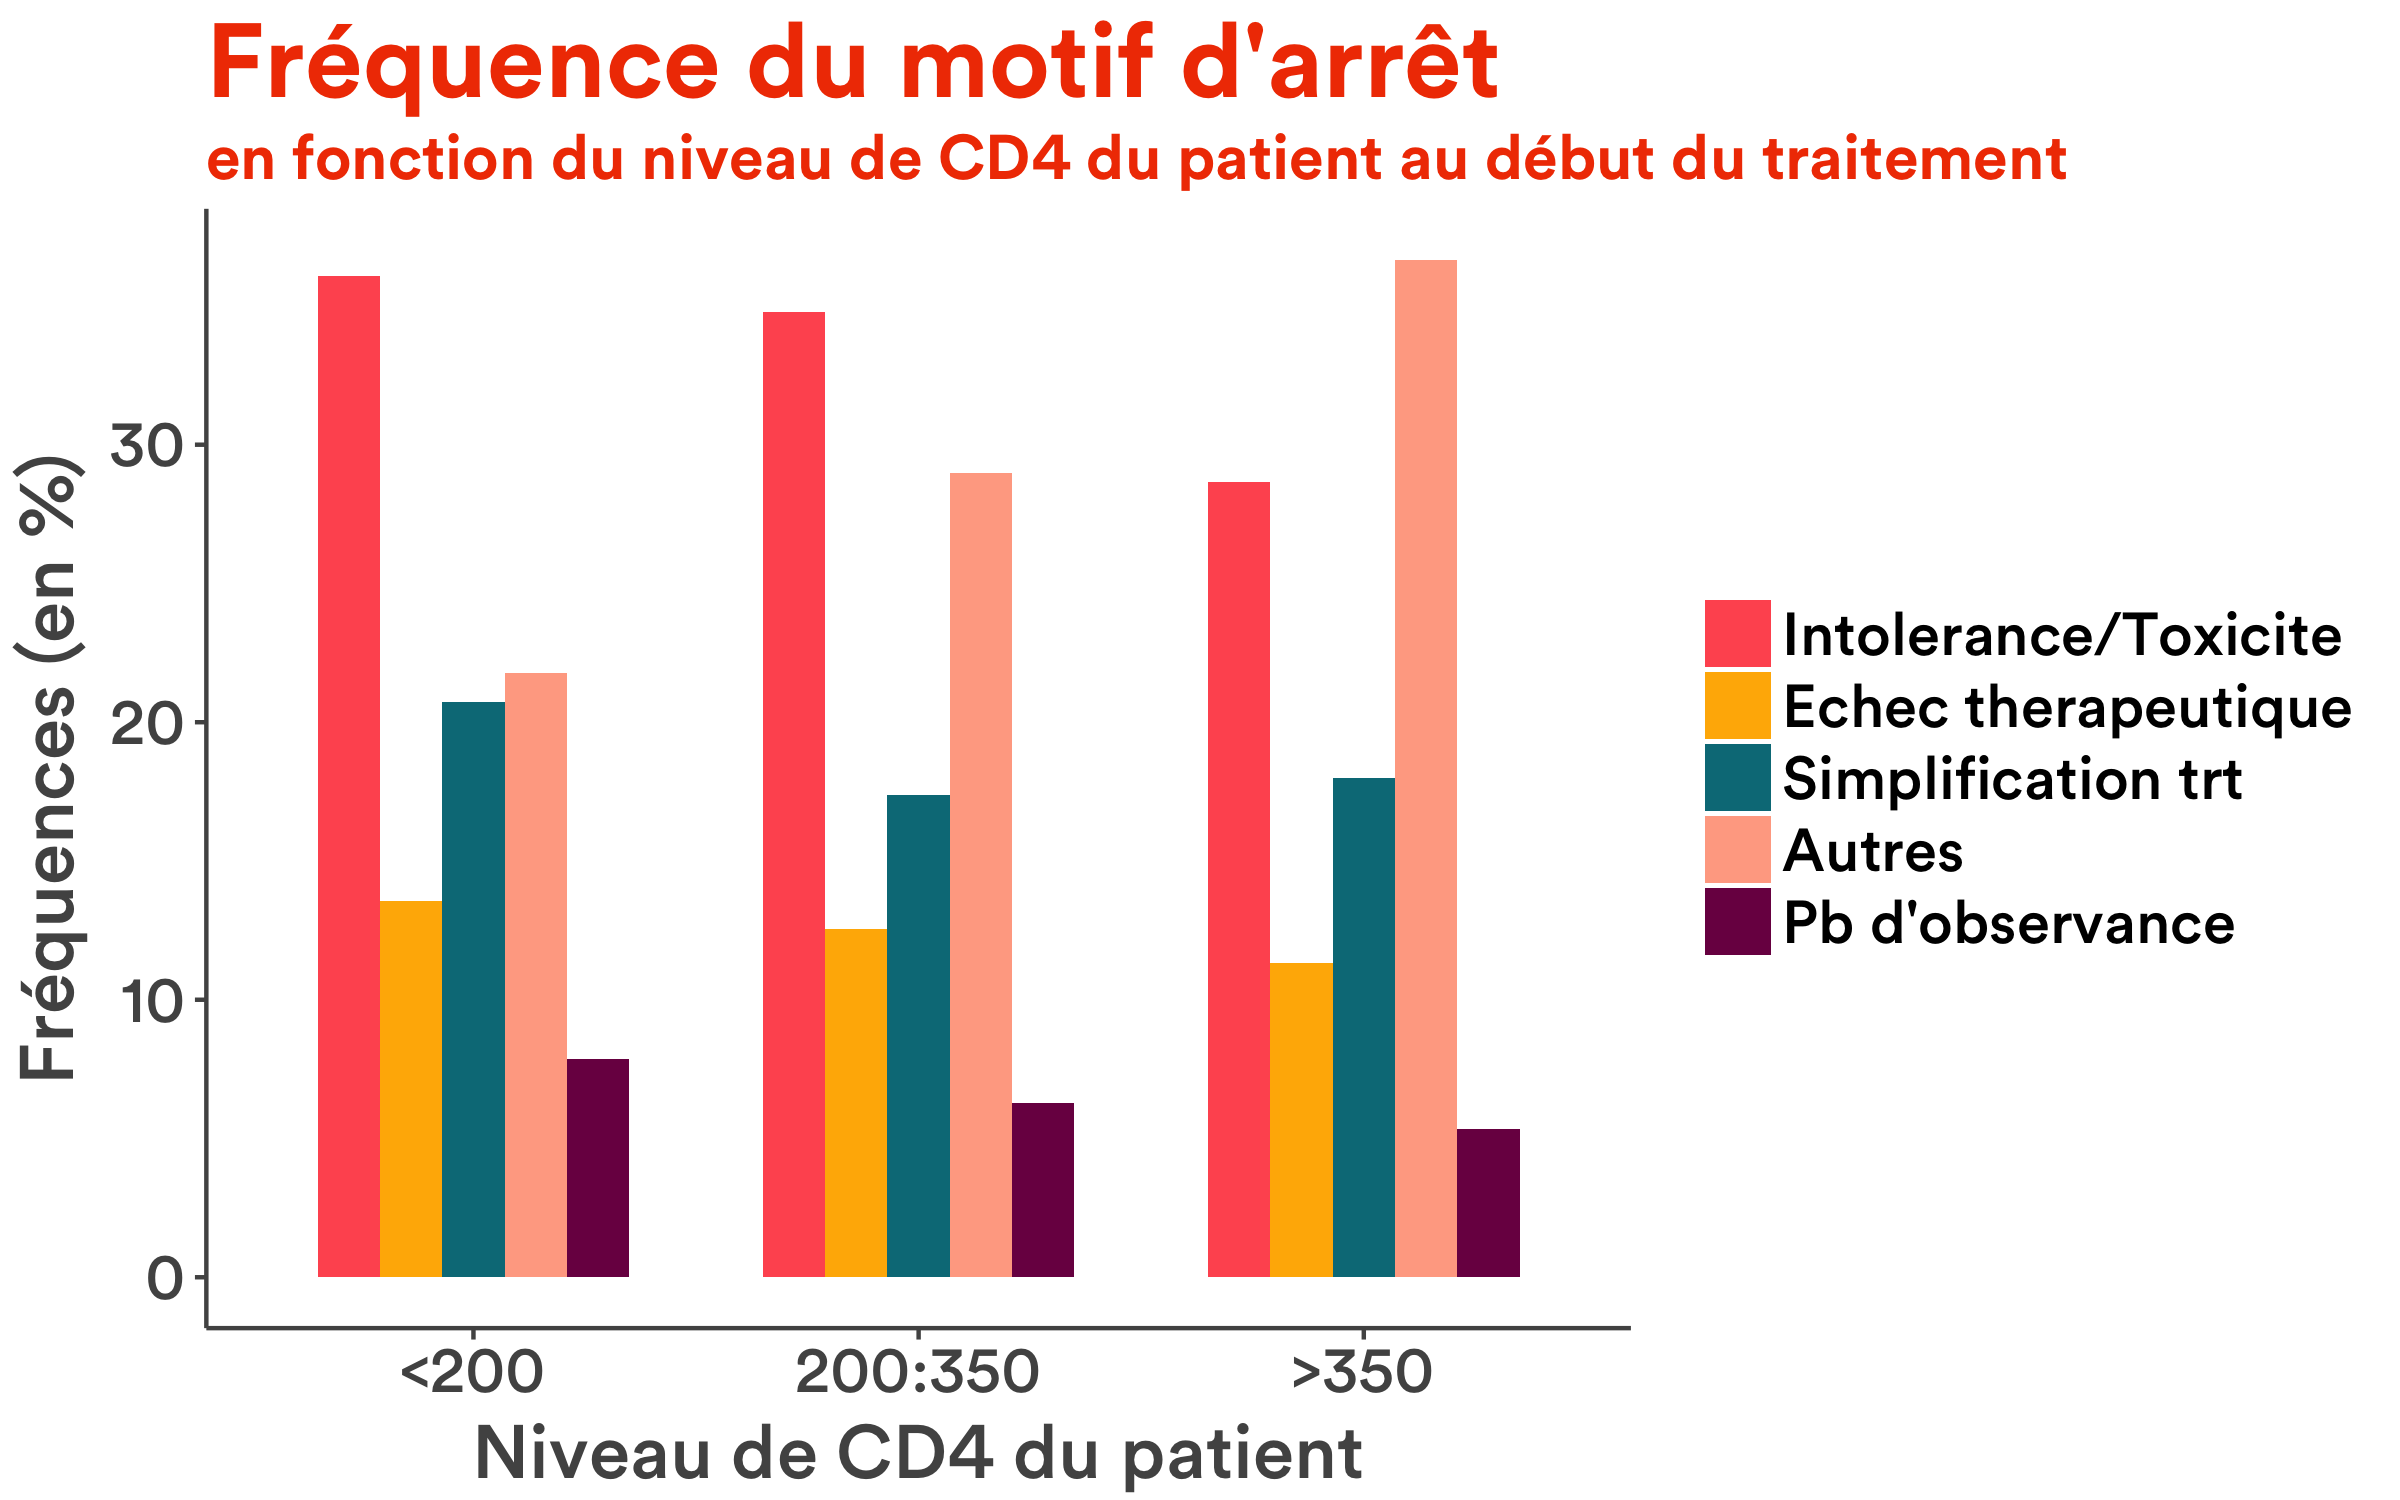 Fréquence du motif d'arrêt
en fonction du niveau de CD4 du patient au début du traitement
Fréquences (en %)
30
20
10
0
<200
200:350
>350
Niveau de CD4 du patient
Intolerance/Toxicite
Echec therapeutique
Simplification trt
Autres
Pb d'observance